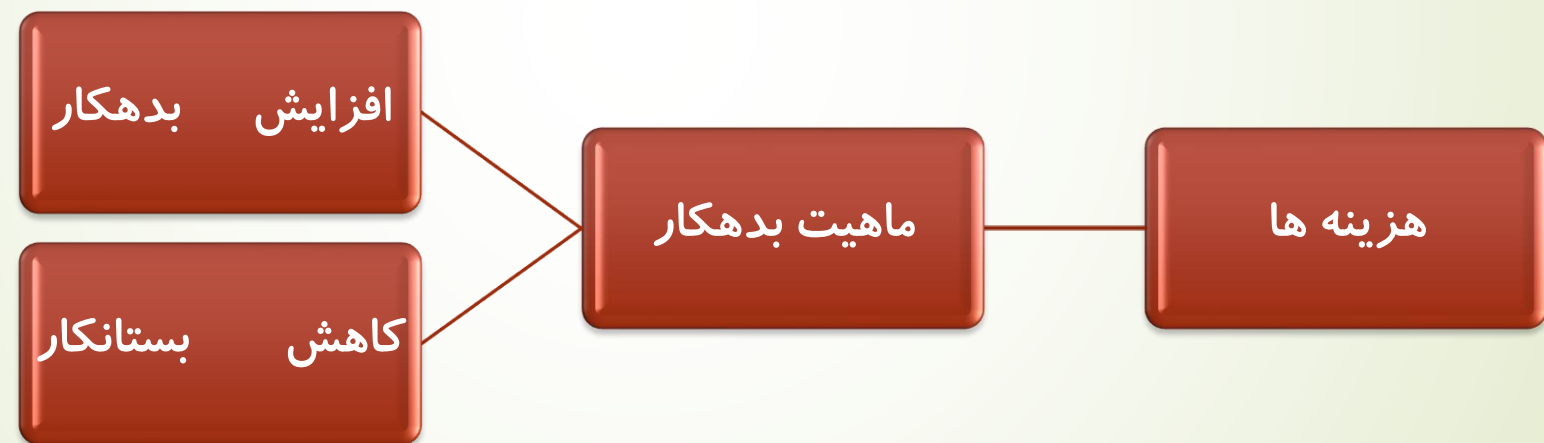 هزینه ها
ماهیت بدهکار
افزایش بدهکار
کاهش بستانکار